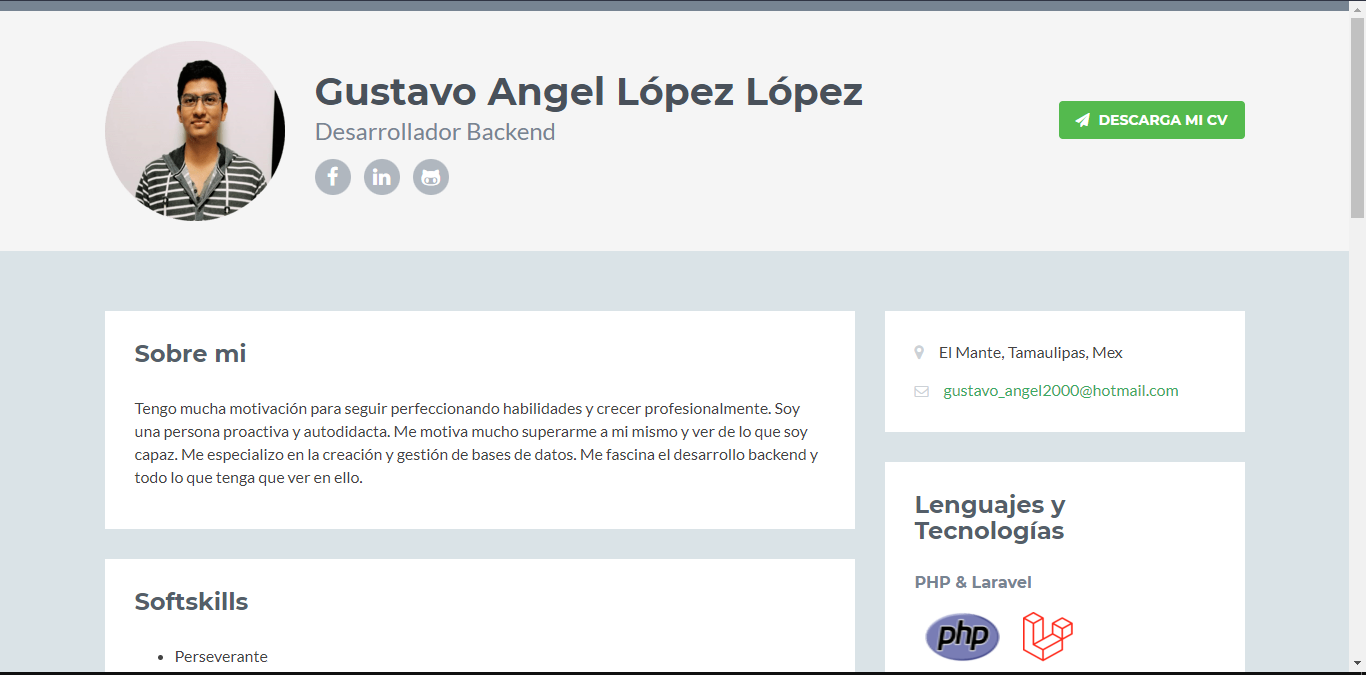 Gustavo Angel López López
Desarrollador Backend
DESCARGA MI CV
Sobre mi
Tengo mucha motivación para seguir perfeccionando habilidades y crecer profesionalmente. Soy
una persona proactiva y autodidacta. Me motiva mucho superarme a mi mismo y ver de lo que soy
capaz. Me especializo en la creación y gestión de bases de datos. Me fascina el desarrollo backend y
todo lo que tenga que ver en ello.
Softskills
Perseverante
El Mante, Tamaulipas, Mex
gustavo_angel2000@hotmail.com
Lenguajes y
Tecnologías
PHP & Laravel
php